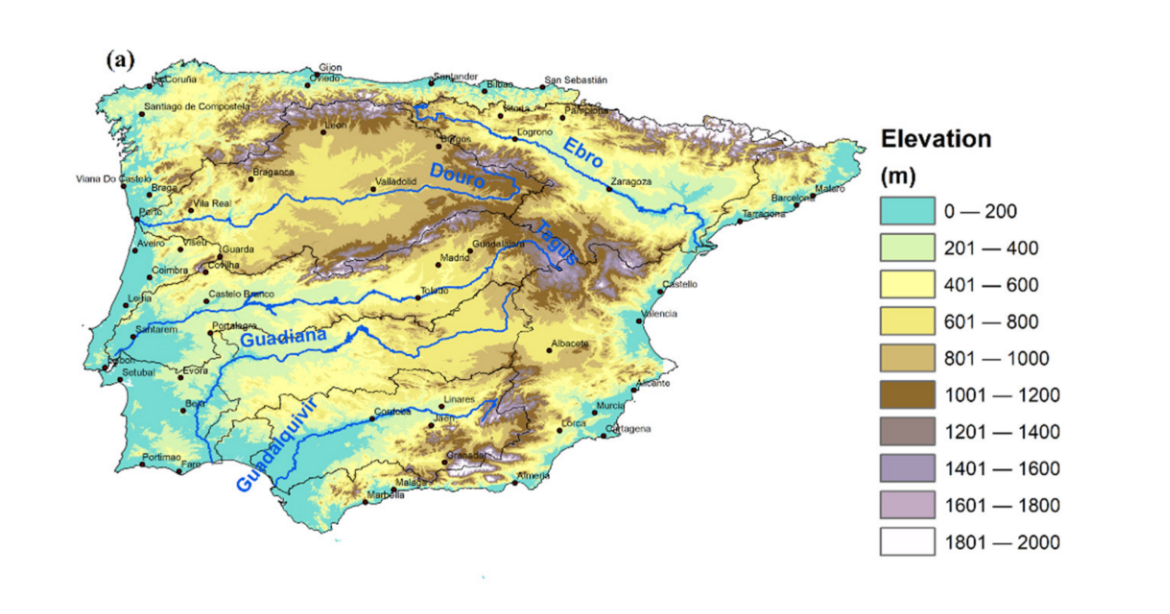 (a)
Gijon
La Coruña
Oviedo
Santander
Bilbao
San Sebastián
Santiago de Compostela
Vitoria
Pamplona
Leon
Logrono
Burgos
Ebro
Braganca
Viana Do Castelo
Braga
Valladolid
Douro
Zaragoza
Mataro
Barcelona
Vila Real
Porto
Tarragona
Aveiro
Viseu
Guarda
Tagus
Guadalajara
Madrid
Coimbra
Covilha
Castello
Leiria
Castelo Branco
Toledo
Valencia
Santarem
Portalegre
Guadiana
Albacete
Lisbon
Setubal
Evora
Alicante
Beja
Guadalquivir
Cordoba
Linares
Jaen
Murcia
Lorca
Cartagena
Portimao
Faro
Granada
Malaga
Almeria
Marbella
Elevation
(m)
0 — 200
201 — 400
401 — 600
601 — 800
801 — 1000
1001 — 1200
1201 — 1400
1401 — 1600
1601 — 1800
1801 — 2000